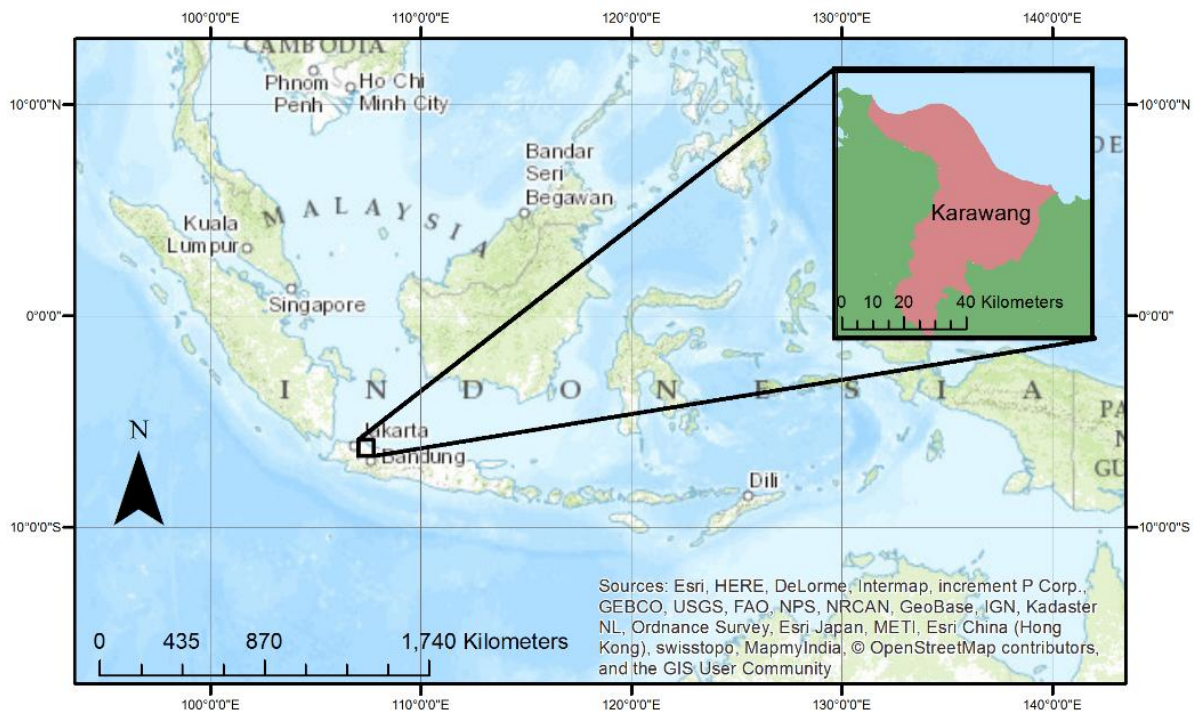 100°0'0"E 110°0'0"E 120°0'0"E 130°0'0"E 140°0'0"E
CAMBODIA
Phnom
Penh
Ho Chi
Minh City
10°0'0"N
10°0'0"N
Bandar
Seri
Begawan
MALAYSIA
Kuala
Lumpur
Singapore
Karawang
0 10 20 40 Kilometers
0°0'0"
0°0'0"
INDONESIA
PA
N
GU
N
Bandung
Dili
10°0'0"S
10°0'0"S
Sources: Esri, HERE, DeLorme, Intermap, increment P Corp.,
GEBCO, USGS, FAO, NPS, NRCAN, GeoBase, IGN, Kadaster
NL, Ordnance Survey, Esri Japan, METI, Esri China (Hong
Kong), swisstopo, MapmyIndia, © OpenStreetMap contributors,
and the GIS User Community
0 435 870 1,740 Kilometers
100°0'0"E 110°0'0"E 120°0'0"E 130°0'0"E 140°0'0"E